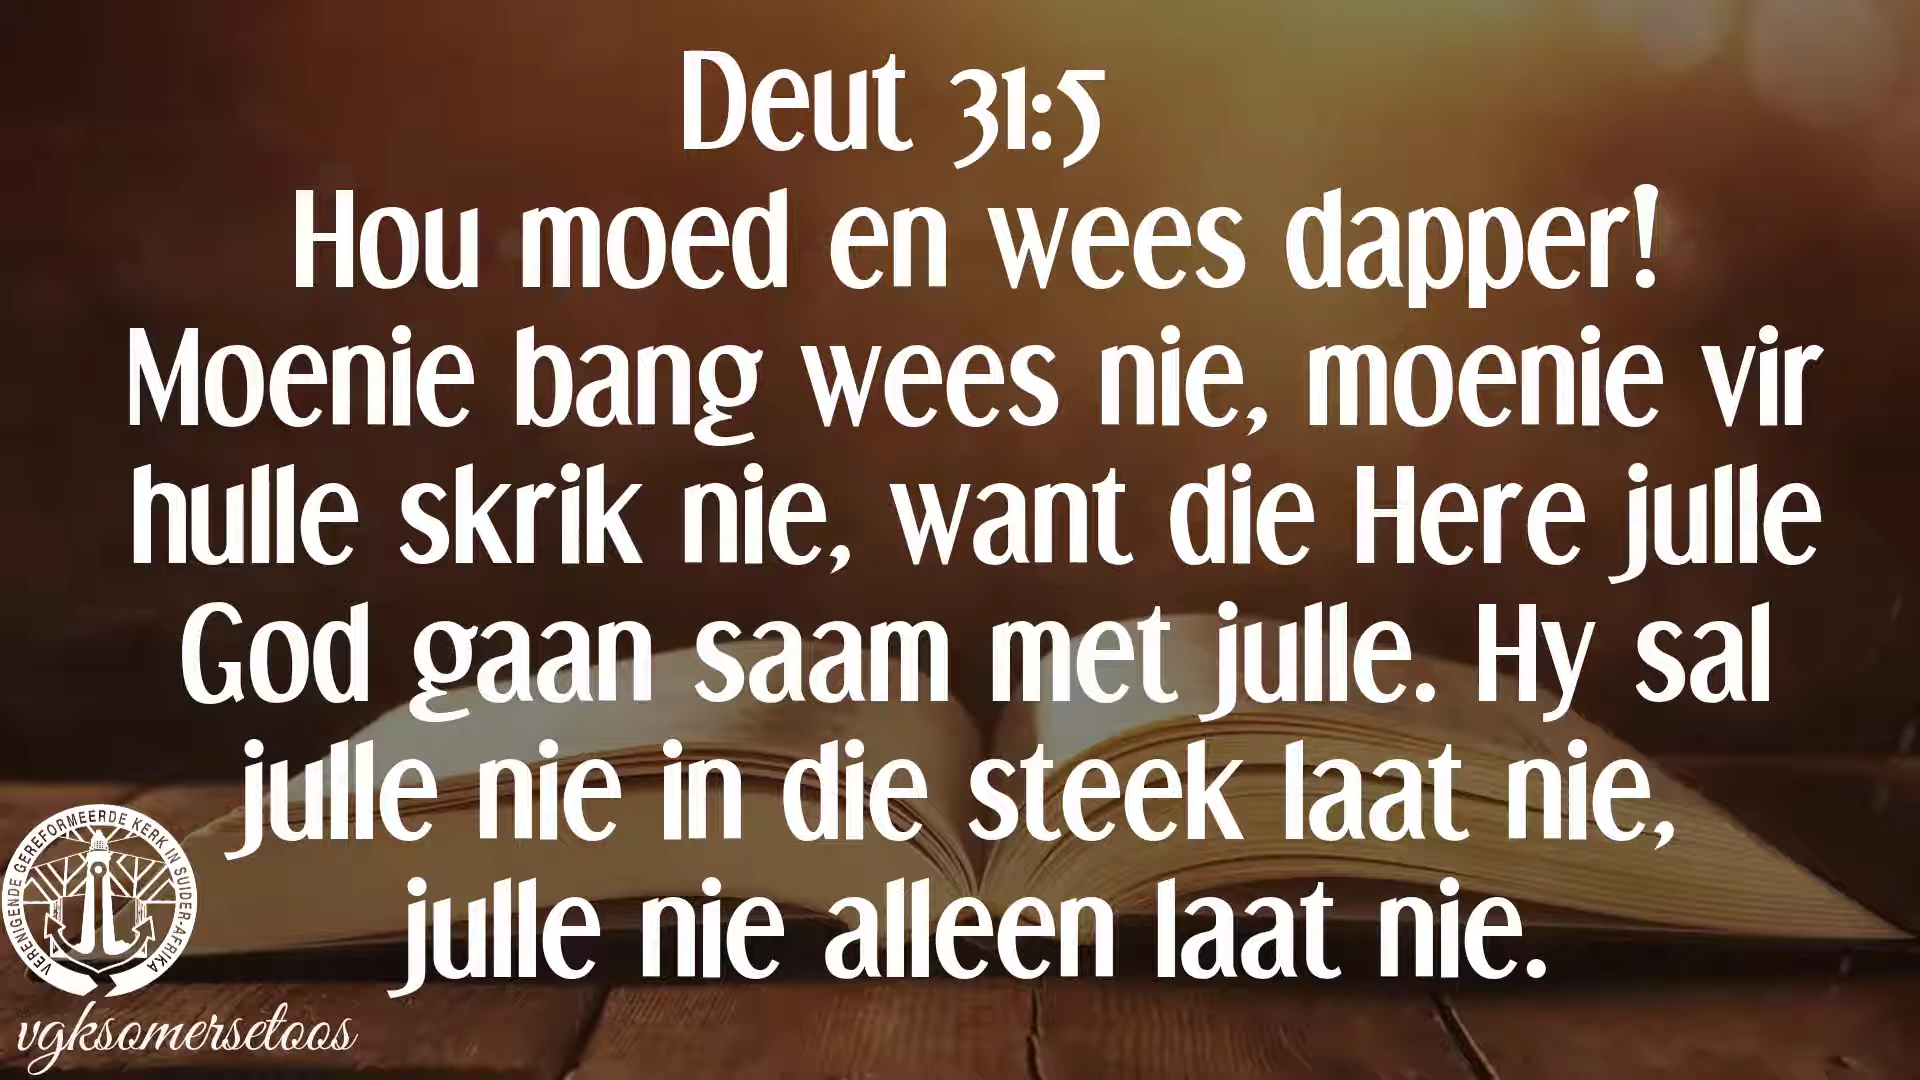 Deut 31:5
Hou moed en wees dapper!
Moenie bang wees nie, moenie vir
hulle skrik nie, want die Here julle
God gaan saam met julle. Hy sal
julle nie in die steek laat nie,
julle nie alleen laat nie.
VERENIGENDE GEREFORMEERDE KERK IN SUIDER-AFRIKA
vgksomersetoos